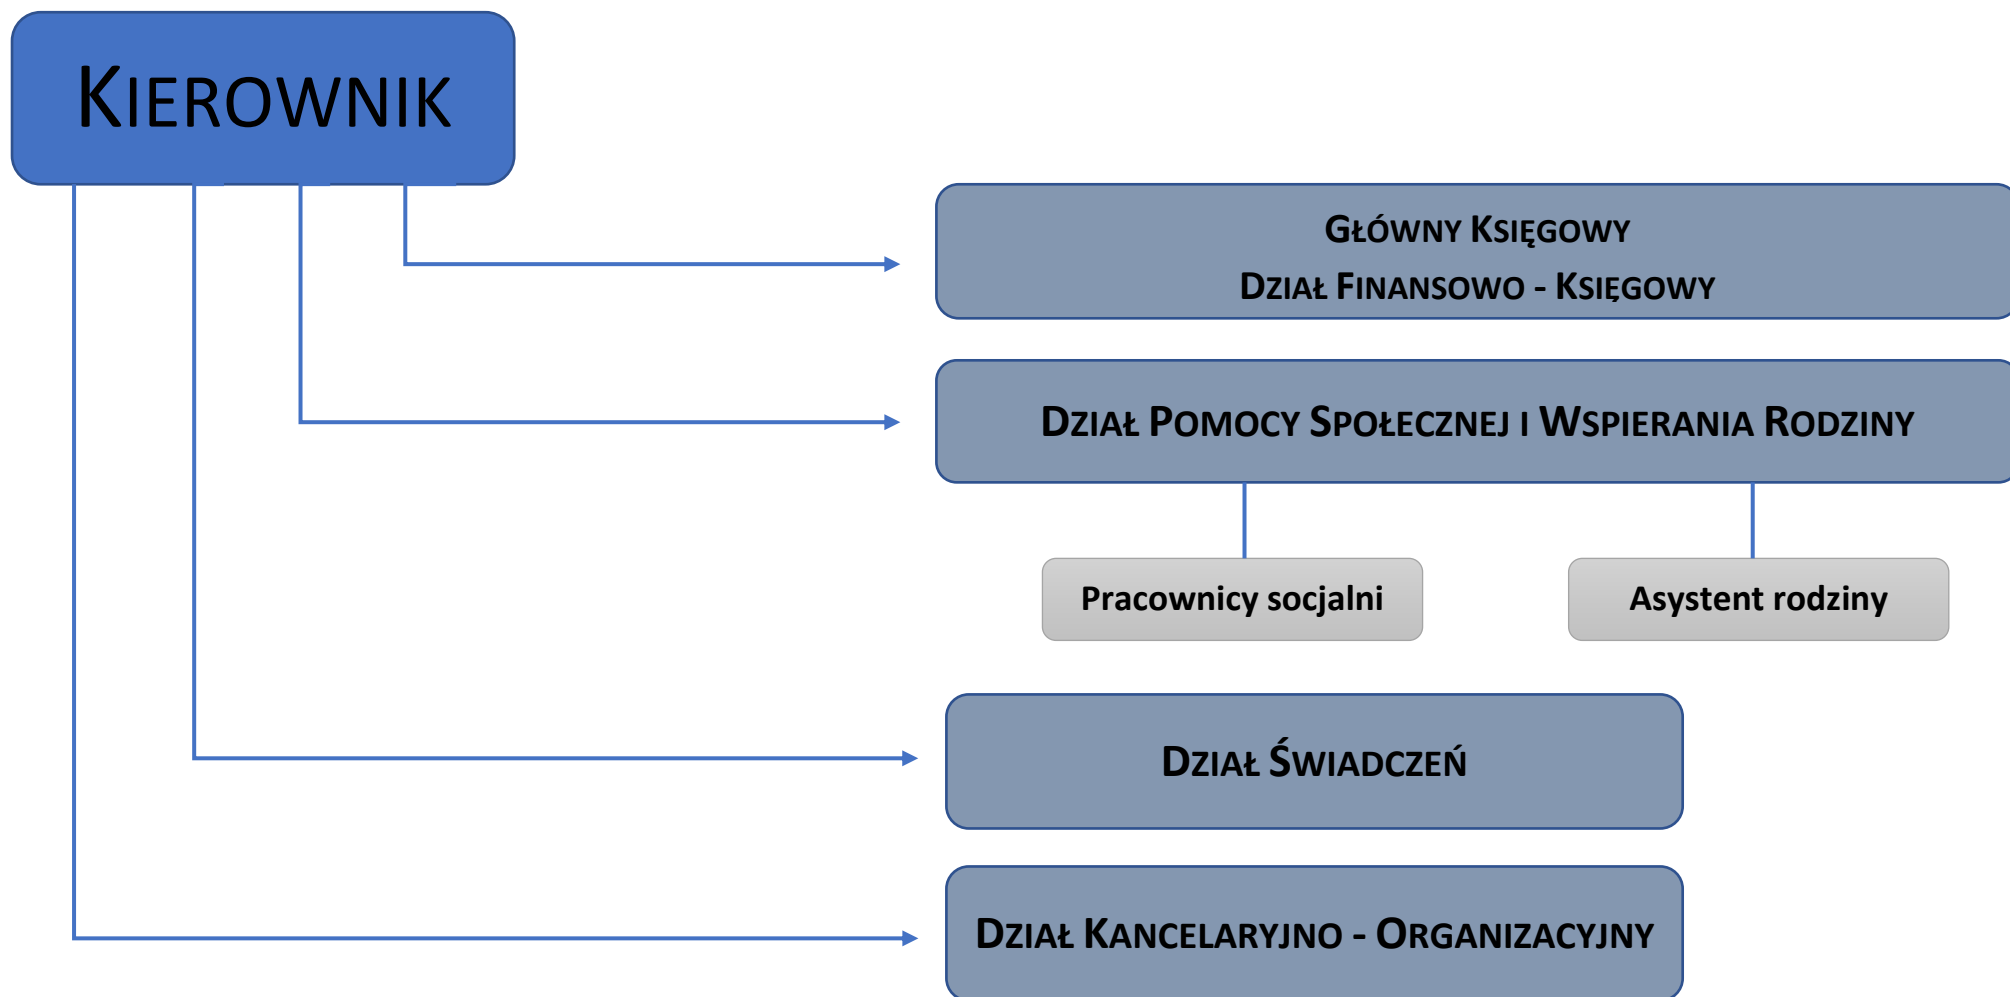 KIEROWNIK
GŁÓWNY KSIĘGOWY
DZIAŁ FINANSOWO - KSIĘGOWY
DZIAŁ POMOCY SPOŁECZNEJ I WSPIERANIA RODZINY
Pracownicy socjalni
Asystent rodziny
DZIAŁ ŚWIADCZEŃ
DZIAŁ KANCELARYJNO - ORGANIZACYJNY